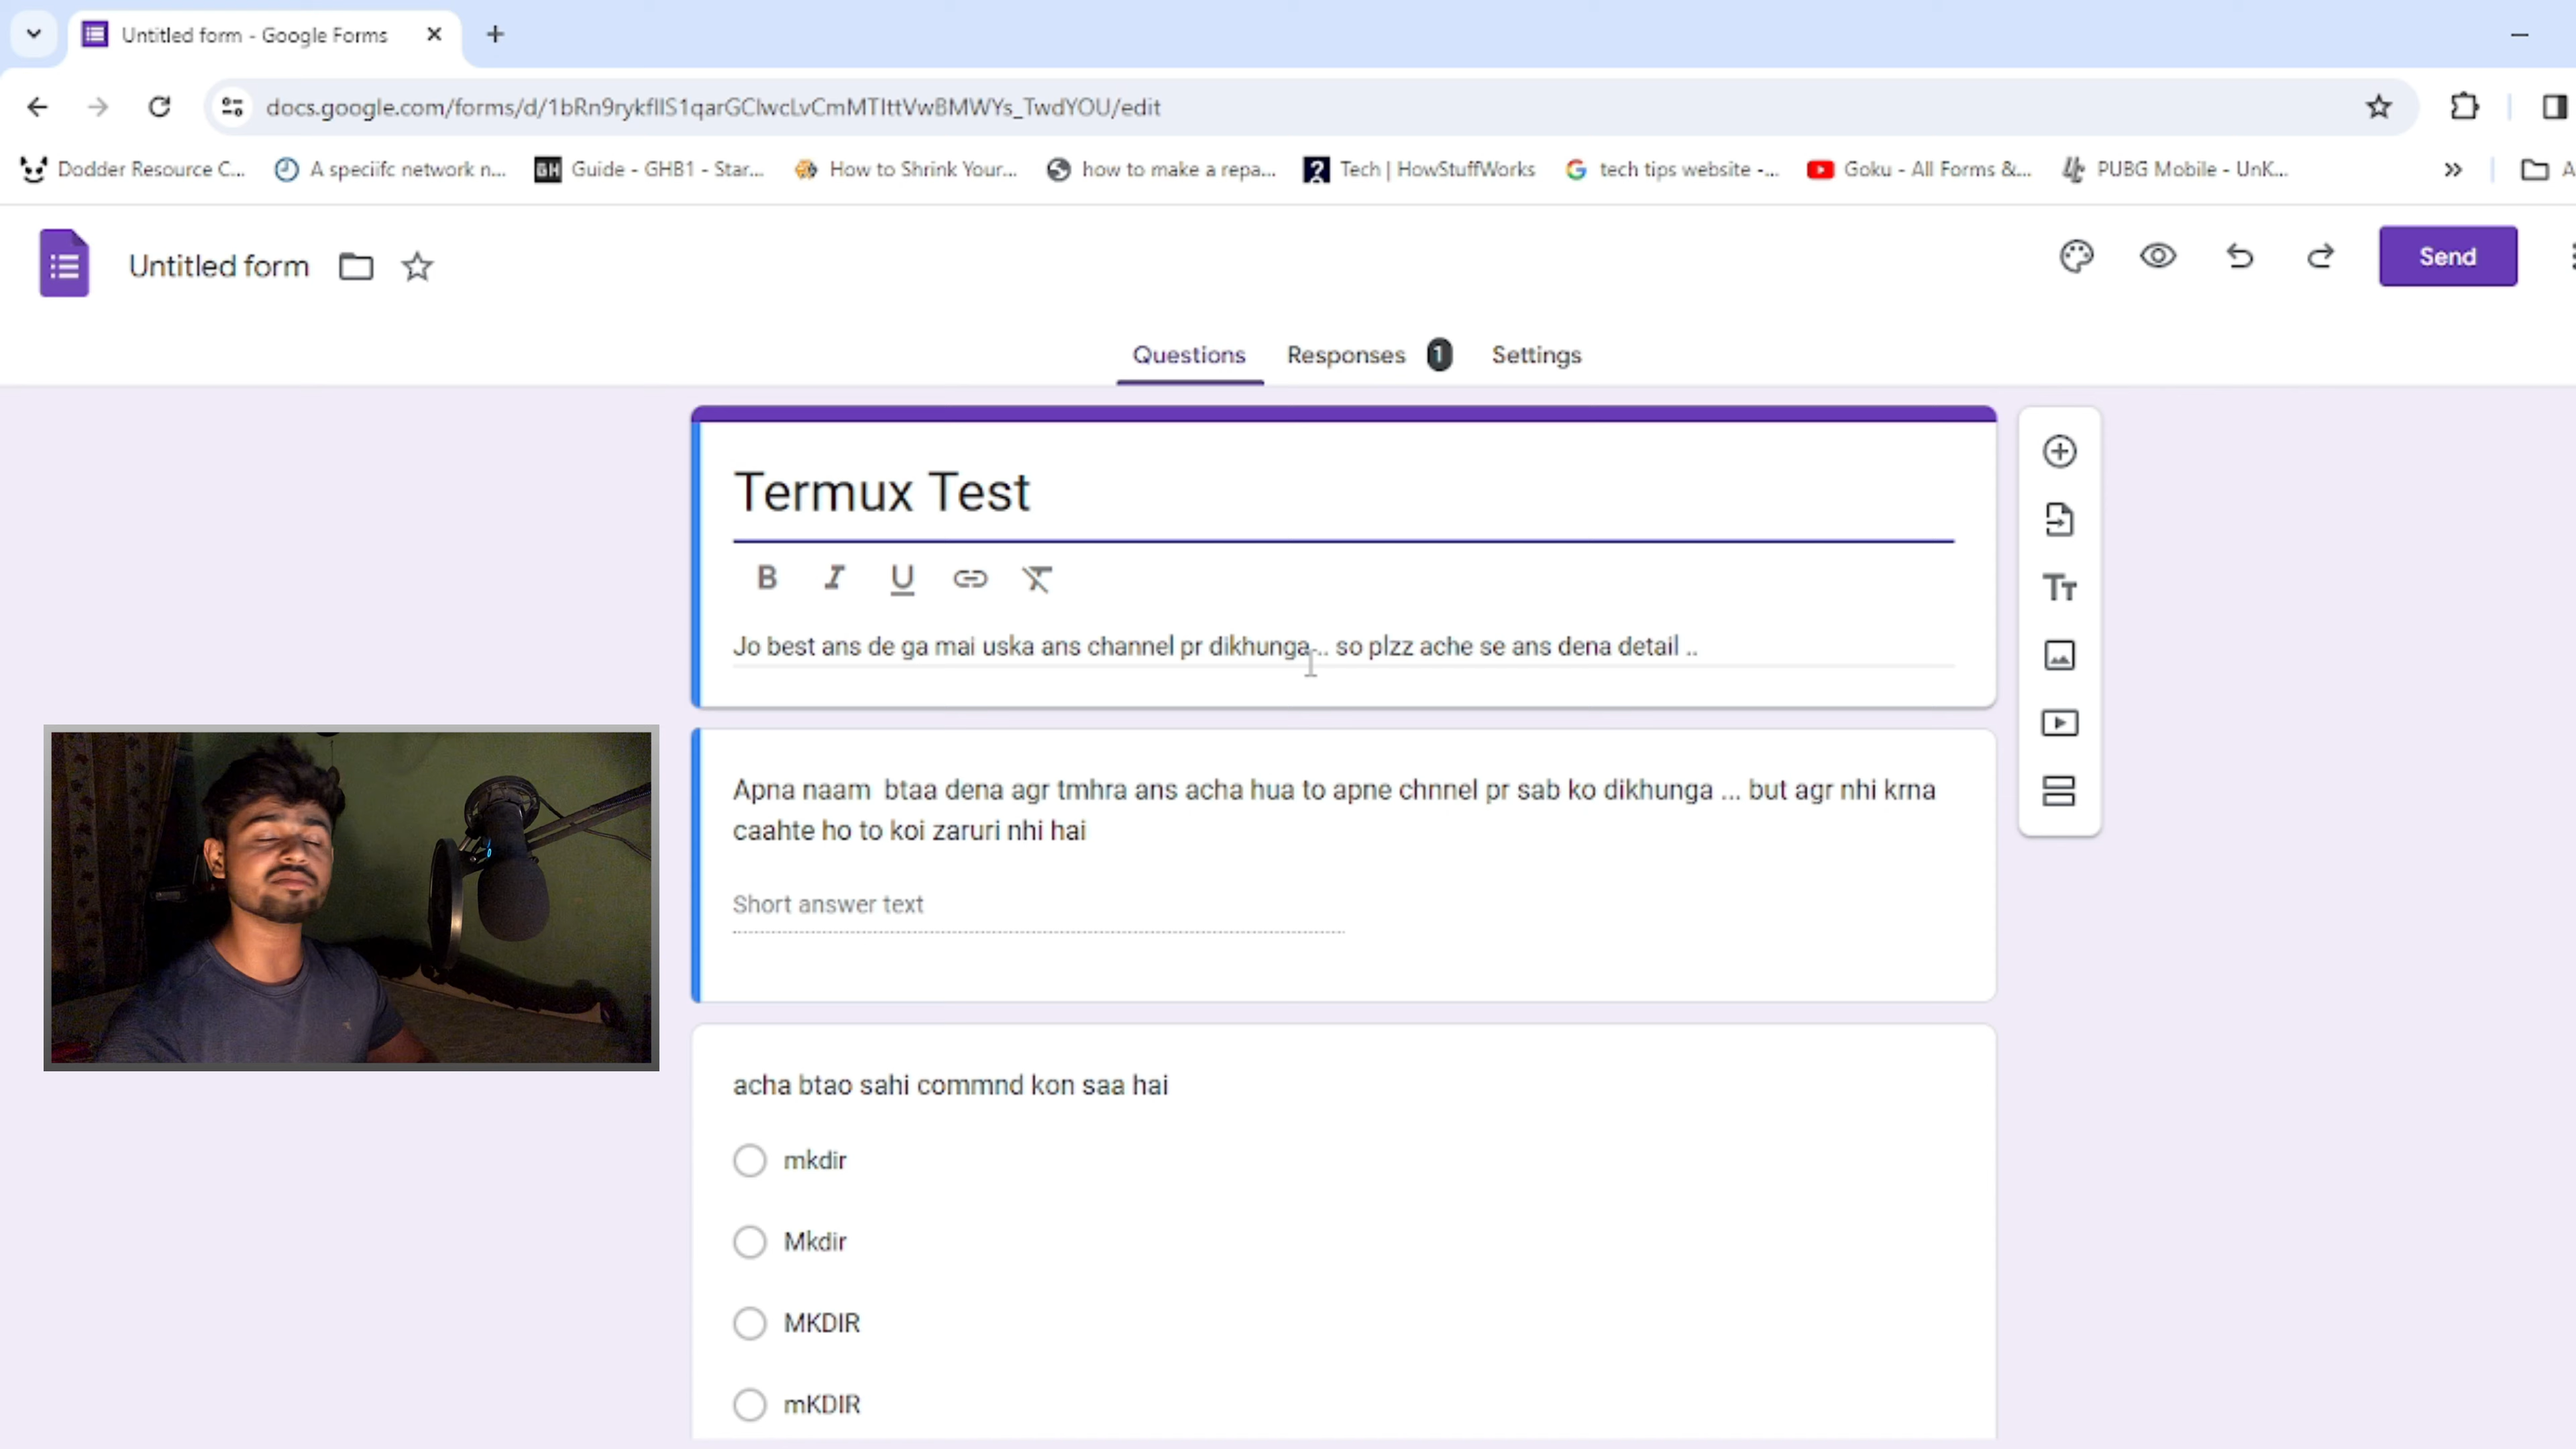 Untitled form - Google Forms
docs.google.com/forms/d/1bRn9rykfIlS1qarGClwcLvCmMTIttVwBMWYs_TwdYOU/edit
Dodder Resource C... A speciifc network n... Guide - GHB1 - Star... How to Shrink Your... how to make a repa... Tech | HowStuffWorks tech tips website -... Goku - All Forms &... PUBG Mobile - UnK...
Untitled form
Send
Questions Responses 1 Settings
Termux Test
B I U
Jo best ans de ga mai uska ans channel pr dikhunga... so plzz ache se ans dena detail ..
Apna naam btaa dena agr tmhra ans acha hua to apne chnnel pr sab ko dikhunga ... but agr nhi krna
caahte ho to koi zaruri nhi hai
Short answer text
acha btao sahi commnd kon saa hai
mkdir
Mkdir
MKDIR
mKDIR